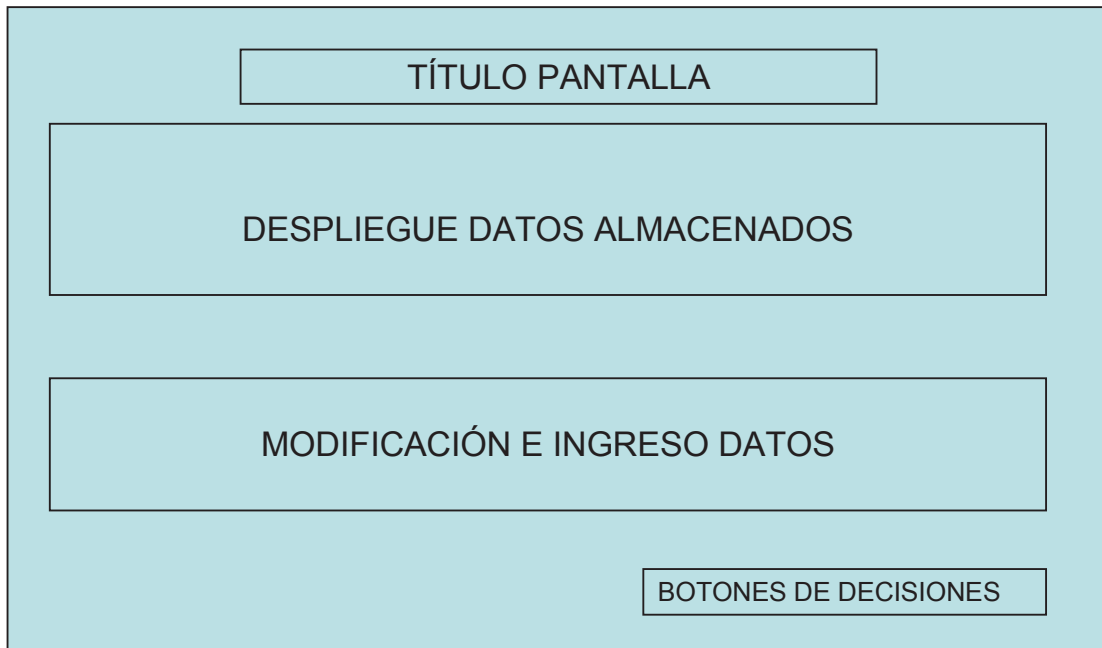 TÍTULO PANTALLA
DESPLIEGUE DATOS ALMACENADOS
MODIFICACIÓN E INGRESO DATOS
BOTONES DE DECISIONES